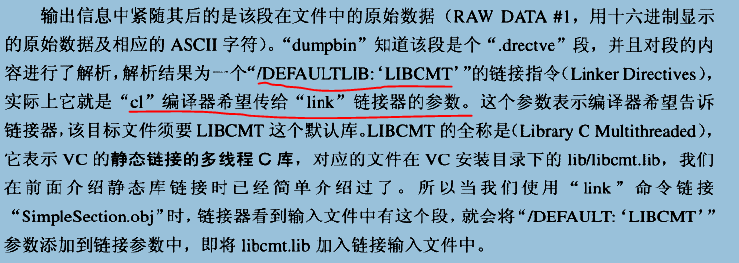 输出信息中紧随其后的是该段在文件中的原始数据（RAW DATA #1，用十六进制显示
的原始数据及相应的 ASCII 字符）。“dumpbin”知道该段是个“.drectve”段，并且对段的内
容进行了解析，解析结果为一个“/DEFAULTLIB: ‘LIBCMT’”的链接指令（Linker Directives），
实际上它就是“cl”编译器希望传给“link”链接器的参数。这个参数表示编译器希望告诉
链接器，该目标文件须要 LIBCMT 这个默认库。LIBCMT 的全称是（Library C Multithreaded），
它表示 VC 的静态链接的多线程 C 库，对应的文件在 VC 安装目录下的 lib/libcmt.lib，我们
在前面介绍静态库链接时已经简单介绍过了。所以当我们使用“link”命令链接
“SimpleSection.obj”时，链接器看到输入文件中有这个段，就会将“/DEFAULT: ‘LIBCMT’”
参数添加到链接参数中，即将 libcmt.lib 加入链接输入文件中。